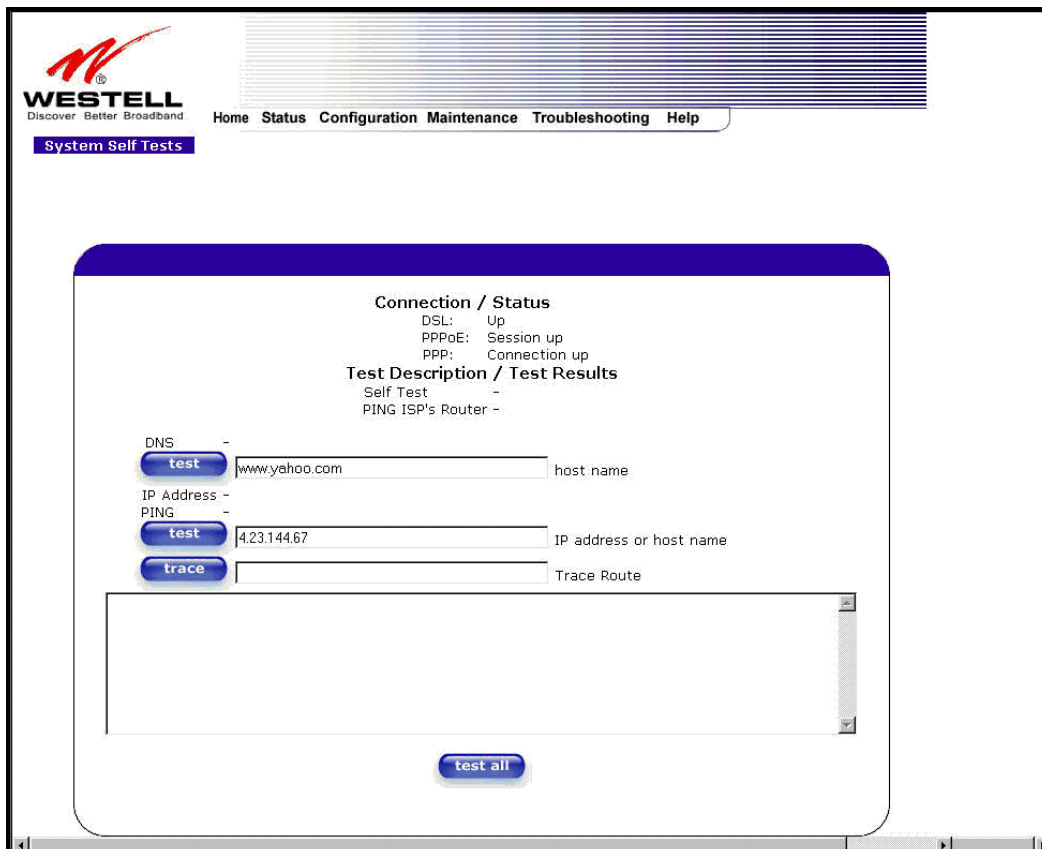 ®
WESTELL
Discover Better Broadband
Home Status Configuration Maintenance Troubleshooting Help
System Self Tests
Connection / Status
DSL: Up
PPPoE: Session up
PPP: Connection up
Test Description / Test Results
Self Test -
PING ISP's Router -
DNS -
test www.yahoo.com host name
IP Address -
PING -
test 4.23.144.67 IP address or host name
trace Trace Route
test all